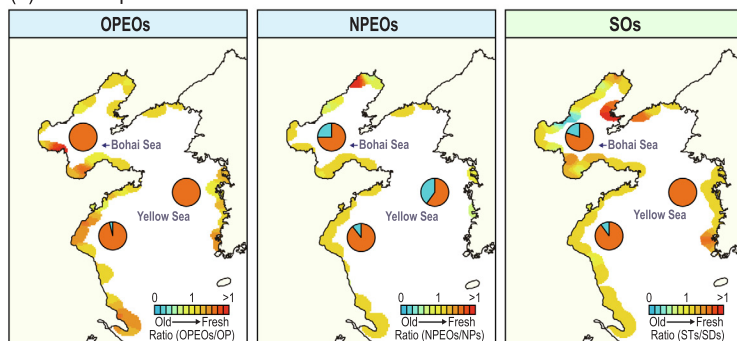 OPEOs
NPEOs
SOs
Bohai Sea
Yellow Sea
0 1 >1
Old Fresh
Ratio (OPEOs/OP)
Bohai Sea
Yellow Sea
0 1 >1
Old Fresh
Ratio (NPEOs/NPs)
Bohai Sea
Yellow Sea
0 1 >1
Old Fresh
Ratio (STs/SDs)